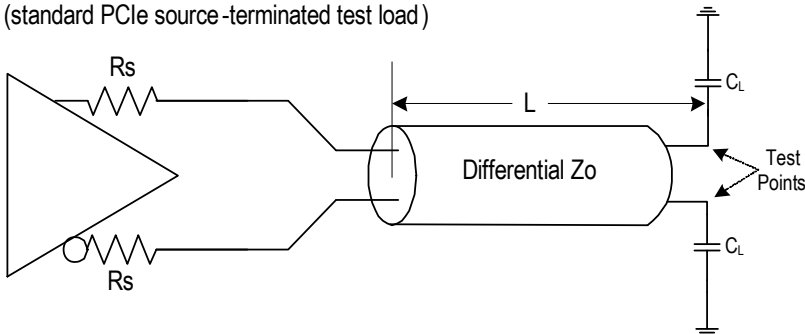 (standard PCIe source-terminated test load)
Rs
CL
L
Differential Zo
Test
Points
CL
Rs